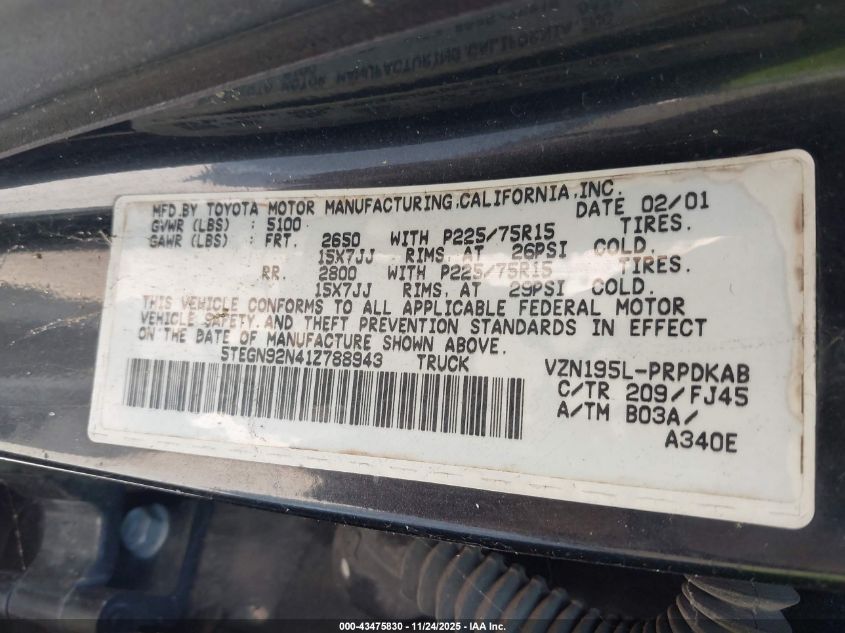 MFD.BY TOYOTA MOTOR MANUFACTURING,CALIFORNIA,INC.
DATE 02/01
GVWR (LBS) : 5100
GAWR (LBS) : FRT. 2650 WITH P225/75R15 TIRES.
15X7JJ RIMS, AT 26PSI COLD.
RR. 2800 WITH P225/75R15 TIRES.
15X7JJ RIMS, AT 29PSI COLD.
THIS VEHICLE CONFORMS TO ALL APPLICABLE FEDERAL MOTOR
VEHICLE SAFETY,AND THEFT PREVENTION STANDARDS IN EFFECT
ON THE DATE OF MANUFACTURE SHOWN ABOVE.
5TEGN92N41Z788943 TRUCK
VZN195L-PRPDKAB
C/TR 209/FJ45
A/TM B03A/
A340E
000-43475830 - 11/24/2025 - IAA Inc.